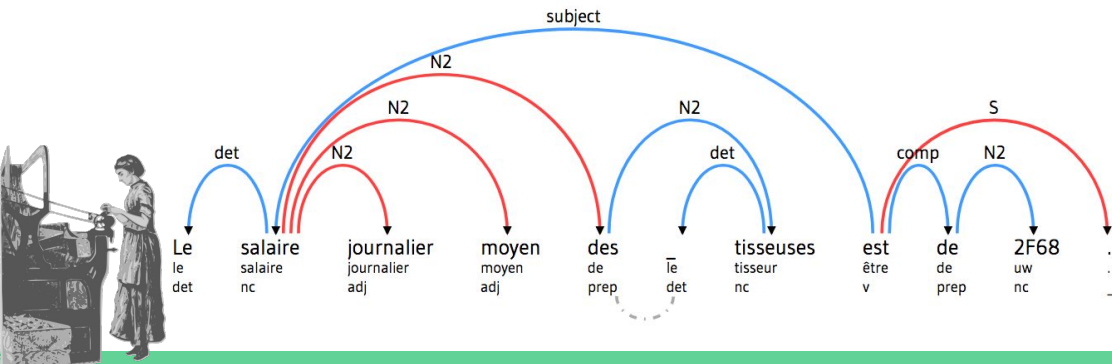 subject
N2
N2 N2 S
det N2 det comp N2
Le salaire journalier moyen des _ tisseuses est de 2F68 .
le salaire journalier moyen de le tisseur être de uw .
det nc adj adj prep det nc v prep nc _